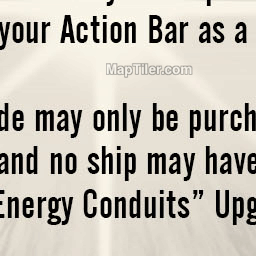 your Action Bar as a
MapTiler.com
de may only be purch
and no ship may have
Energy Conduits” Upg